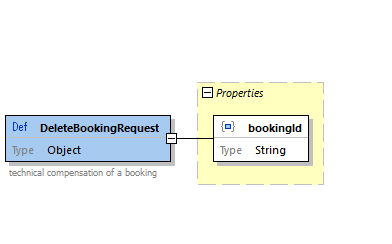 Properties
Def DeleteBookingRequest
Type Object
bookingId
Type String
technical compensation of a booking